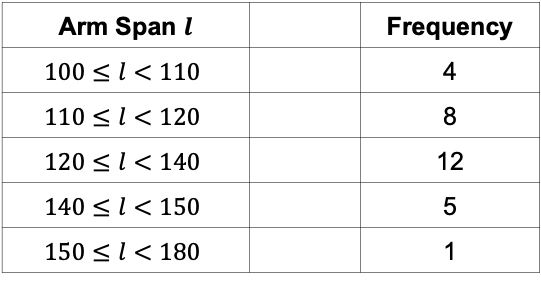 Arm Span l Frequency
100 ≤ l < 110 4
110 ≤ l < 120 8
120 ≤ l < 140 12
140 ≤ l < 150 5
150 ≤ l < 180 1